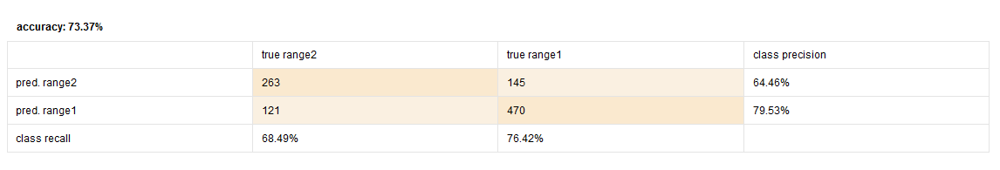 accuracy: 73.37%
true range2 true range1 class precision
pred. range2 263 145 64.46%
pred. range1 121 470 79.53%
class recall 68.49% 76.42%